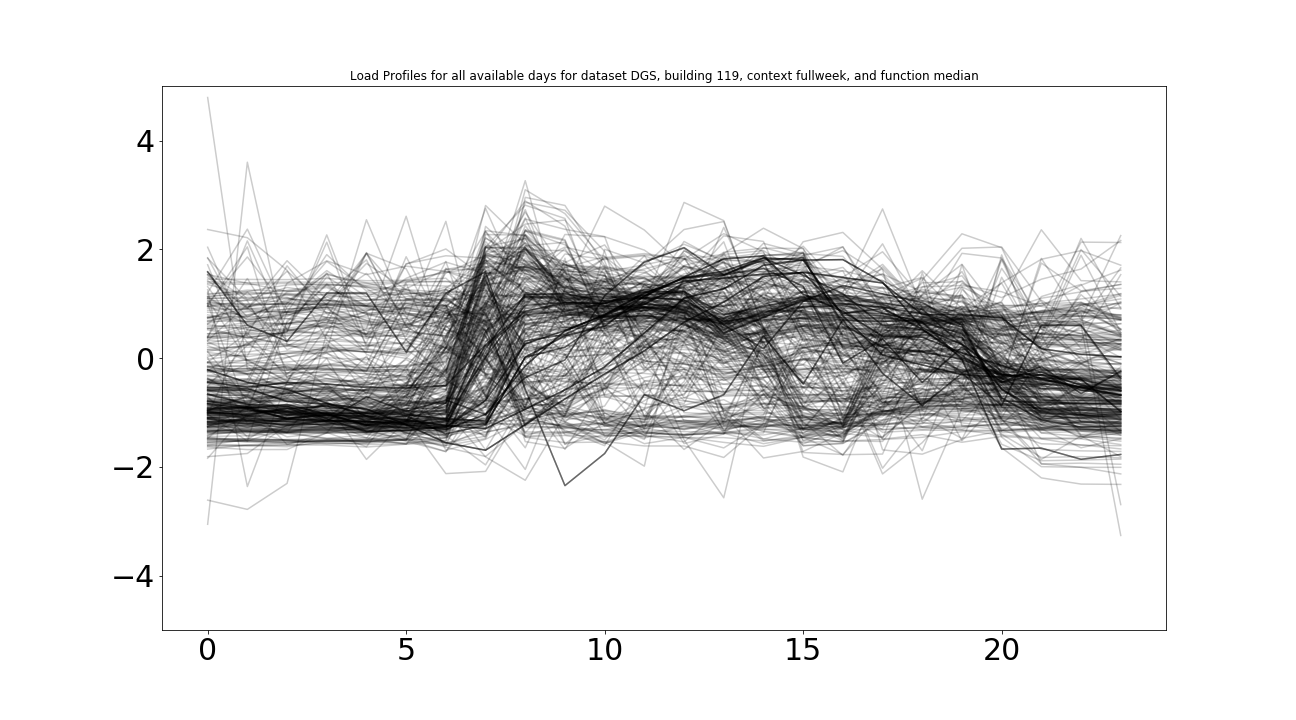 Load Profiles for all available days for dataset DGS, building 119, context fullweek, and function median
4
2
0
−2
−4
0 5 10 15 20